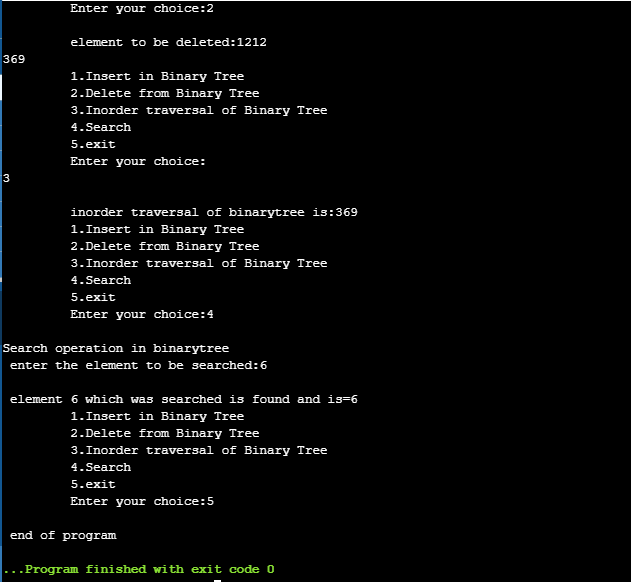 Enter your choice:2
element to be deleted:1212
369
1.Insert in Binary Tree
2.Delete from Binary Tree
3.Inorder traversal of Binary Tree
4.Search
5.exit
Enter your choice:
3
inorder traversal of binarytree is:369
1.Insert in Binary Tree
2.Delete from Binary Tree
3.Inorder traversal of Binary Tree
4.Search
5.exit
Enter your choice:4
Search operation in binarytree
enter the element to be searched:6
element 6 which was searched is found and is=6
1.Insert in Binary Tree
2.Delete from Binary Tree
3.Inorder traversal of Binary Tree
4.Search
5.exit
Enter your choice:5
end of program
...Program finished with exit code 0